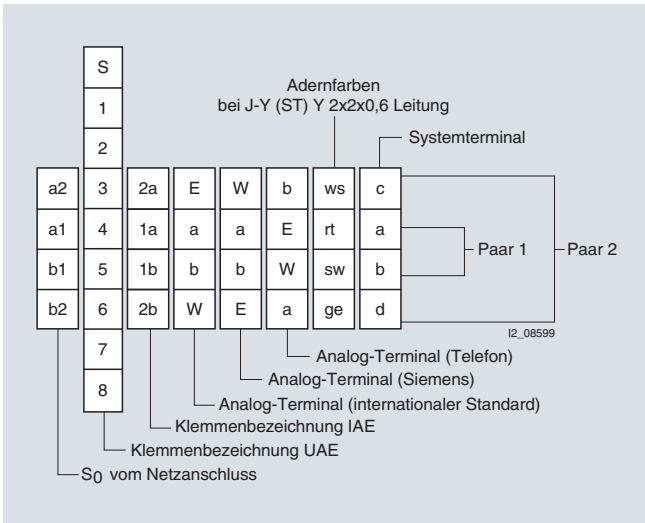 S
Adernfarben
1
bei J-Y (ST) Y 2x2x0,6 Leitung
2
Systemterminal
a2 3 2a E W b ws c
a1 4 1a a a E rt a
Paar 1 Paar 2
b1 5 1b b b W sw b
b2 6 2b W E a ge d
I2_08599
7
Analog-Terminal (Telefon)
Analog-Terminal (Siemens)
8
Analog-Terminal (internationaler Standard)
Klemmenbezeichnung IAE
Klemmenbezeichnung UAE
S0 vom Netzanschluss